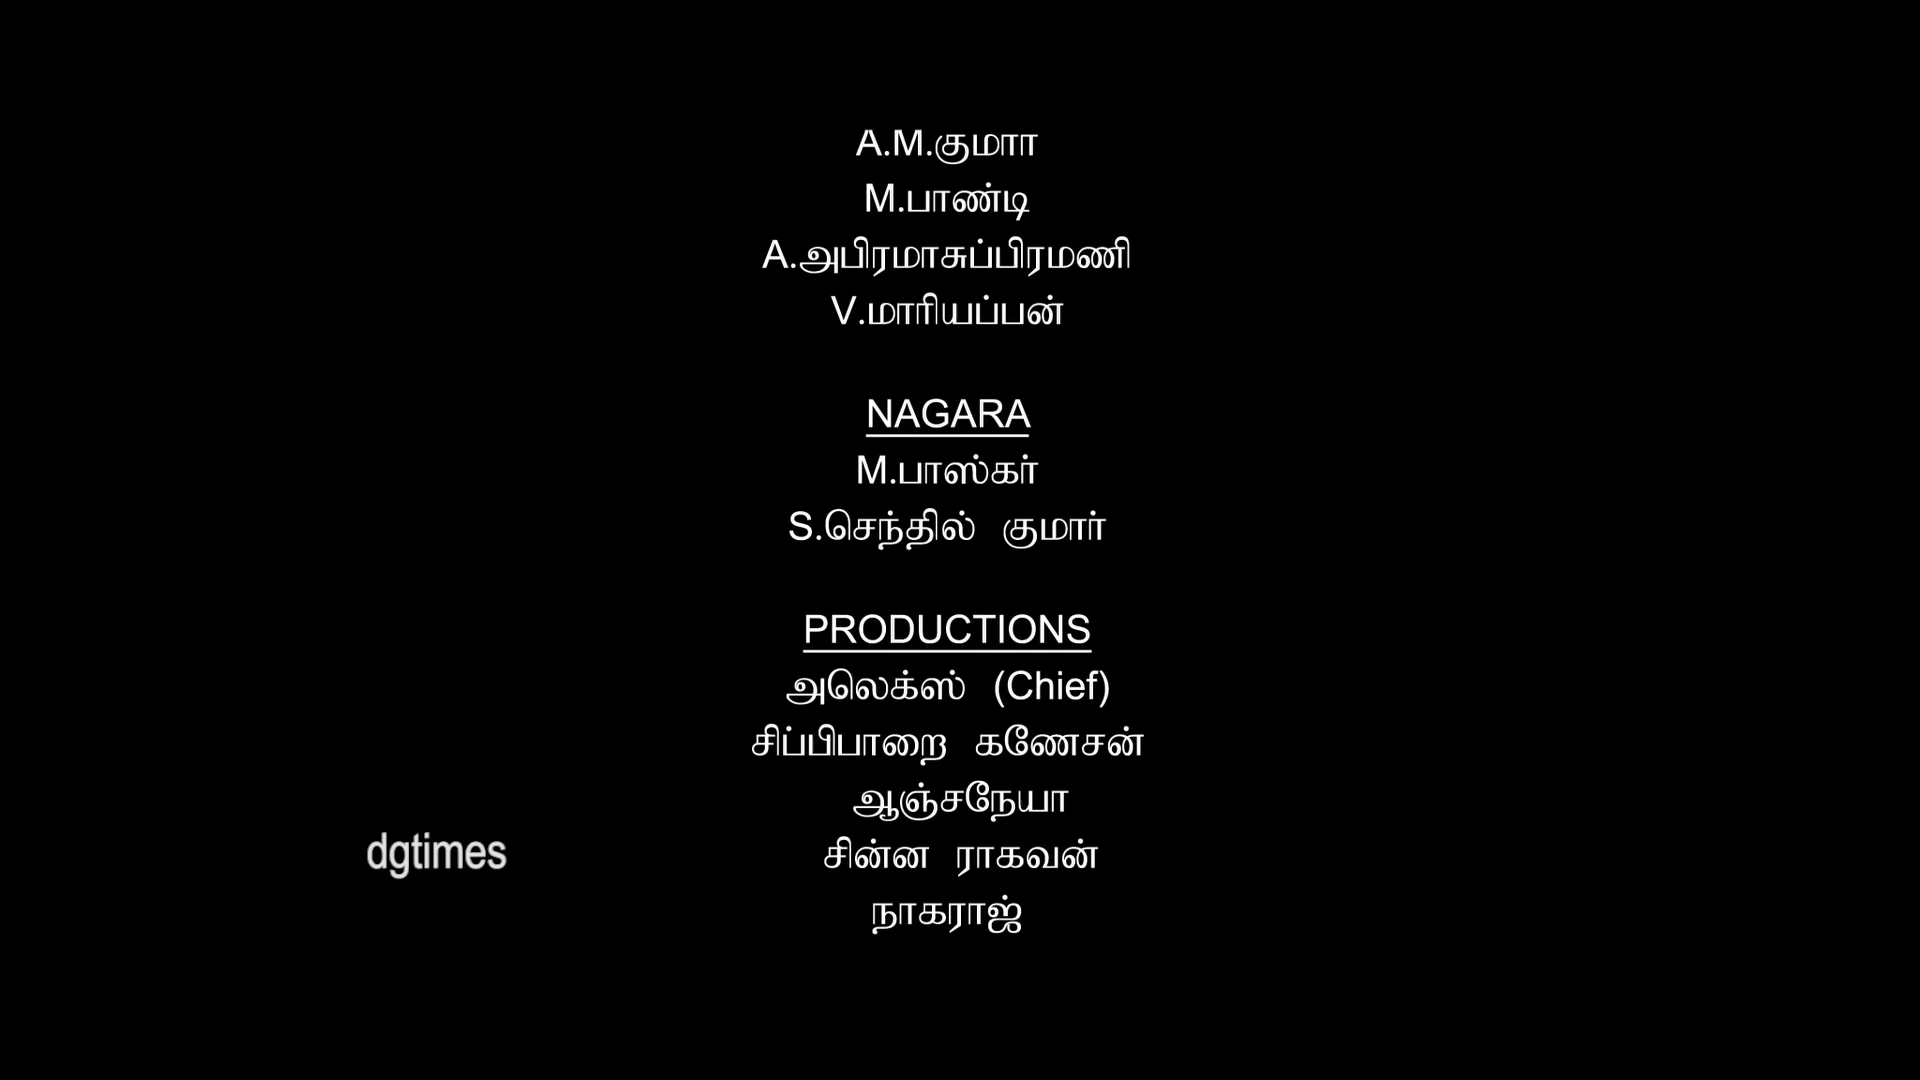 A.M.குமாா
M.பாண்டி
A.அபிரமாசுப்பிரமணி
V.மாரியப்பன்
NAGARA
M.பாஸ்கர்
S.செந்தில் குமார்
PRODUCTIONS
அலெக்ஸ் (Chief)
சிப்பிபாறை கணேசன்
ஆஞ்சநேயா
சின்ன ராகவன்
நாகராஜ்
dgtimes